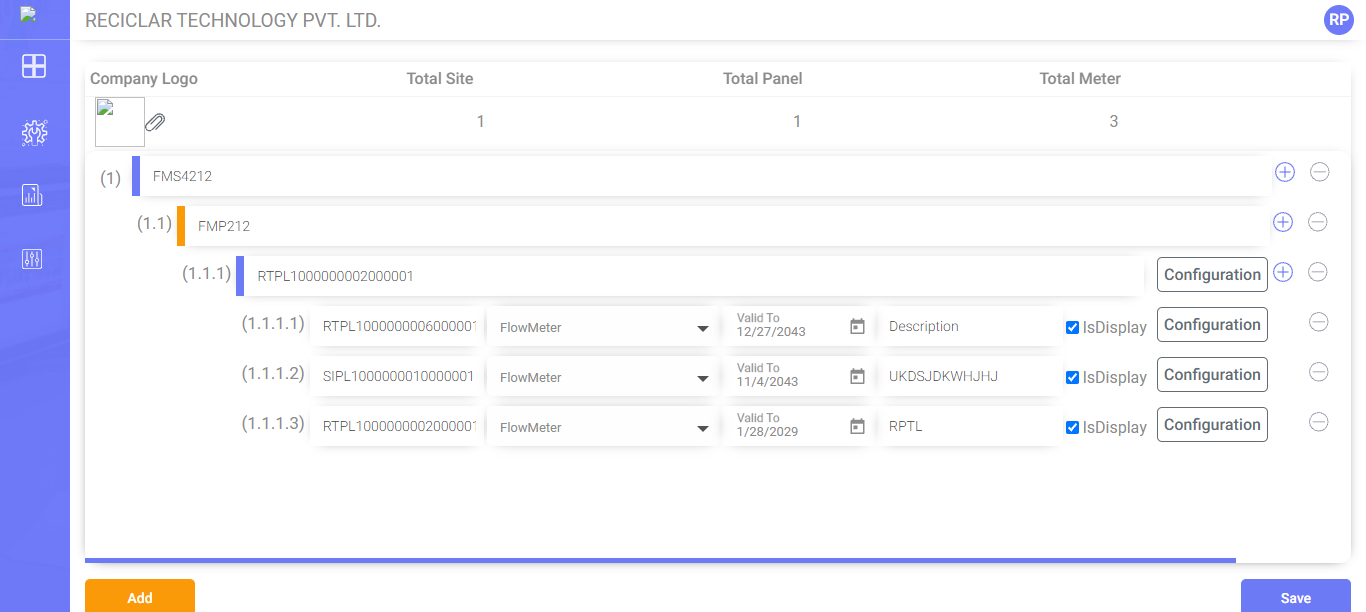 RECICLAR TECHNOLOGY PVT. LTD.
RP
Company Logo Total Site Total Panel Total Meter
1 1 3
(1) FMS4212
(1.1) FMP212
(1.1.1) RTPL1000000002000001 Configuration
(1.1.1.1) RTPL1000000006000001 FlowMeter Valid To 12/27/2043 Description IsDisplay Configuration
(1.1.1.2) SIPL1000000010000001 FlowMeter Valid To 11/4/2043 UKDSJDKWHJHJ IsDisplay Configuration
(1.1.1.3) RTPL1000000002000001 FlowMeter Valid To 1/28/2029 RPTL IsDisplay Configuration
Add Save